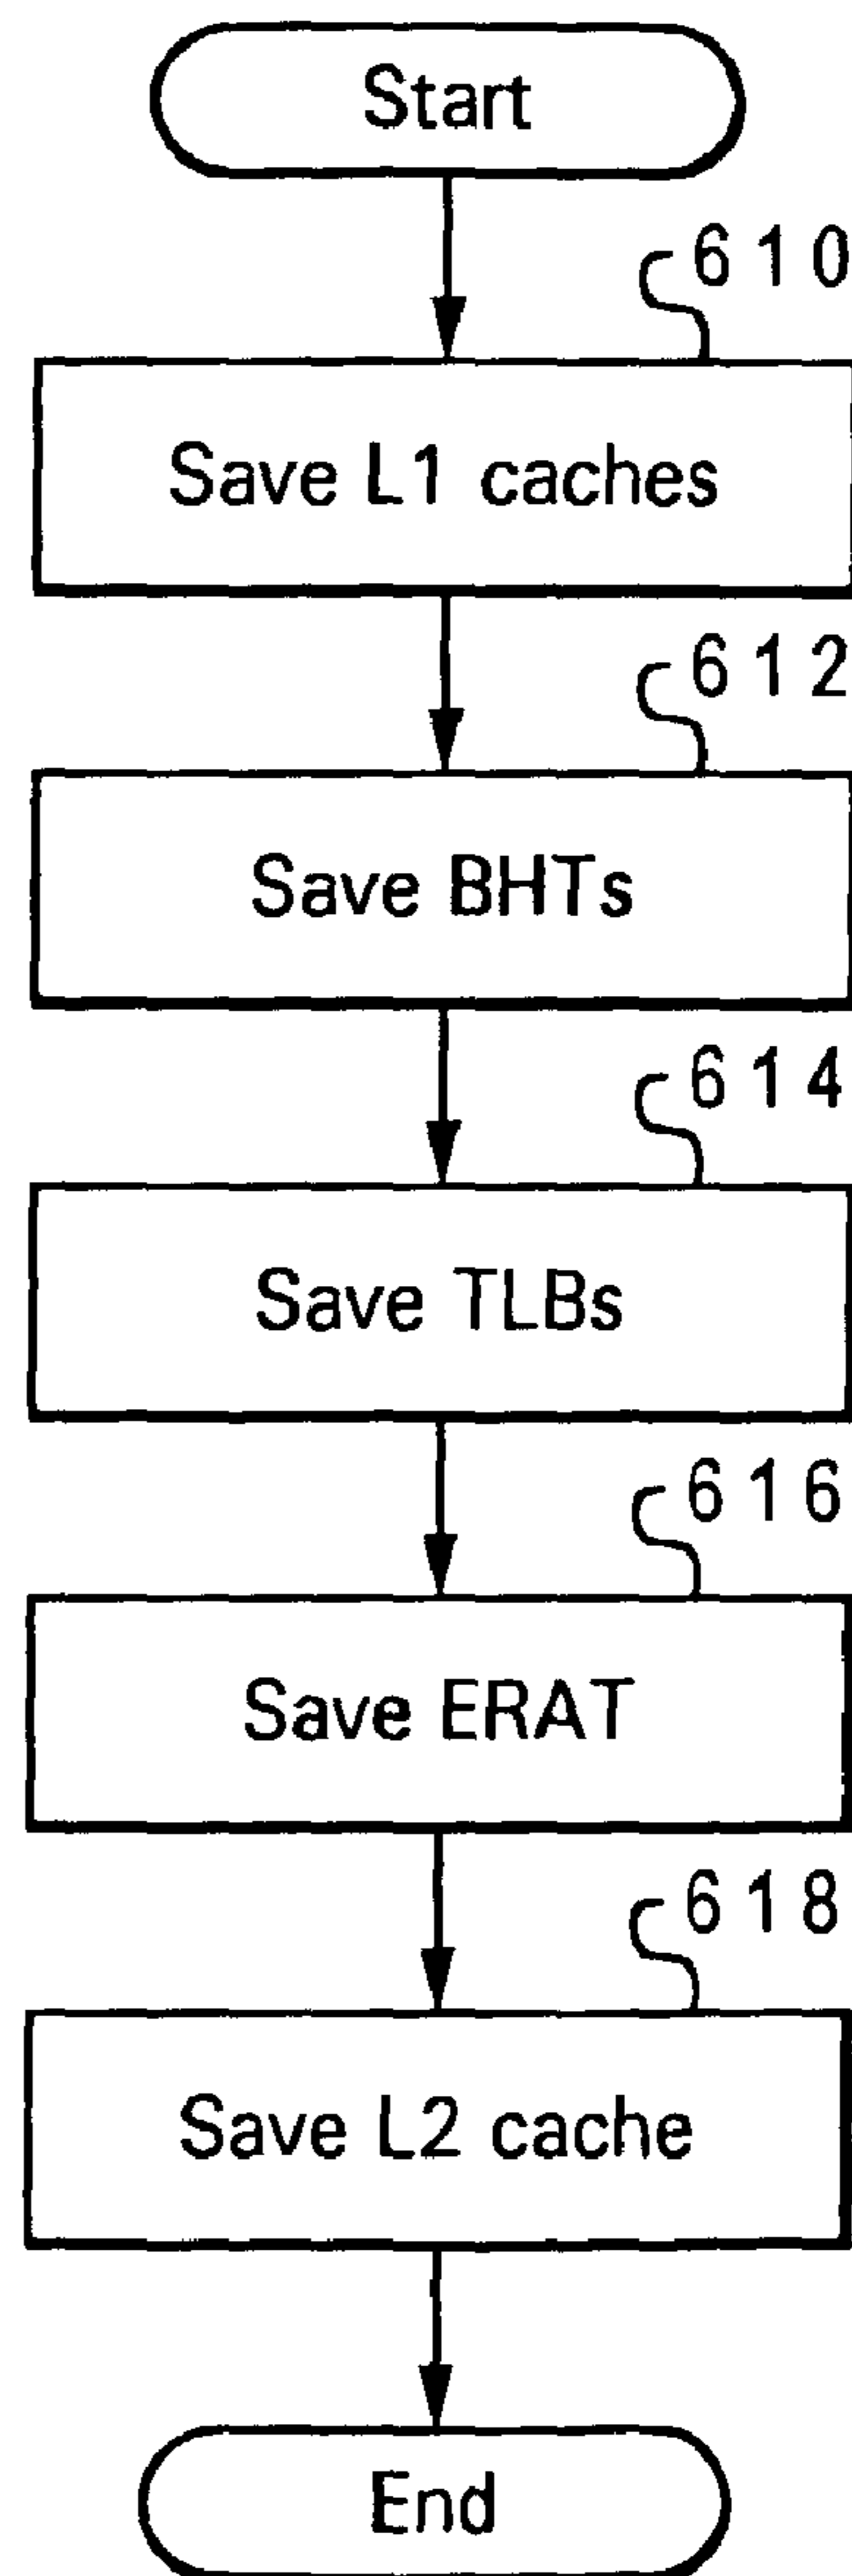 Start
610
Save L1 caches
612
Save BHTs
614
Save TLBs
616
Save ERAT
618
Save L2 cache
End